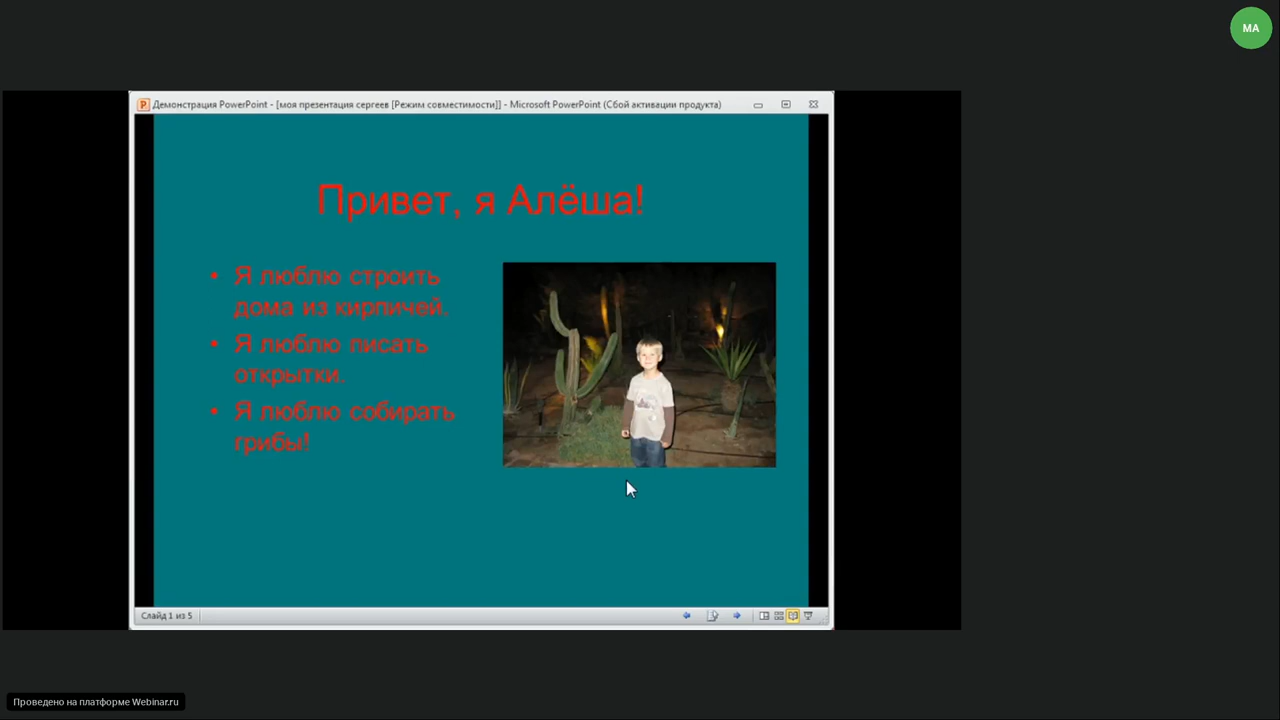 МА
Демонстрация PowerPoint - [моя презентация сергеев [Режим совместимости]] - Microsoft PowerPoint (Сбой активации продукта)
Привет, я Алёша!
• Я люблю строить
дома из кирпичей.
• Я люблю писать
открытки.
• Я люблю собирать
грибы!
Слайд 1 из 5
Проведено на платформе Webinar.ru